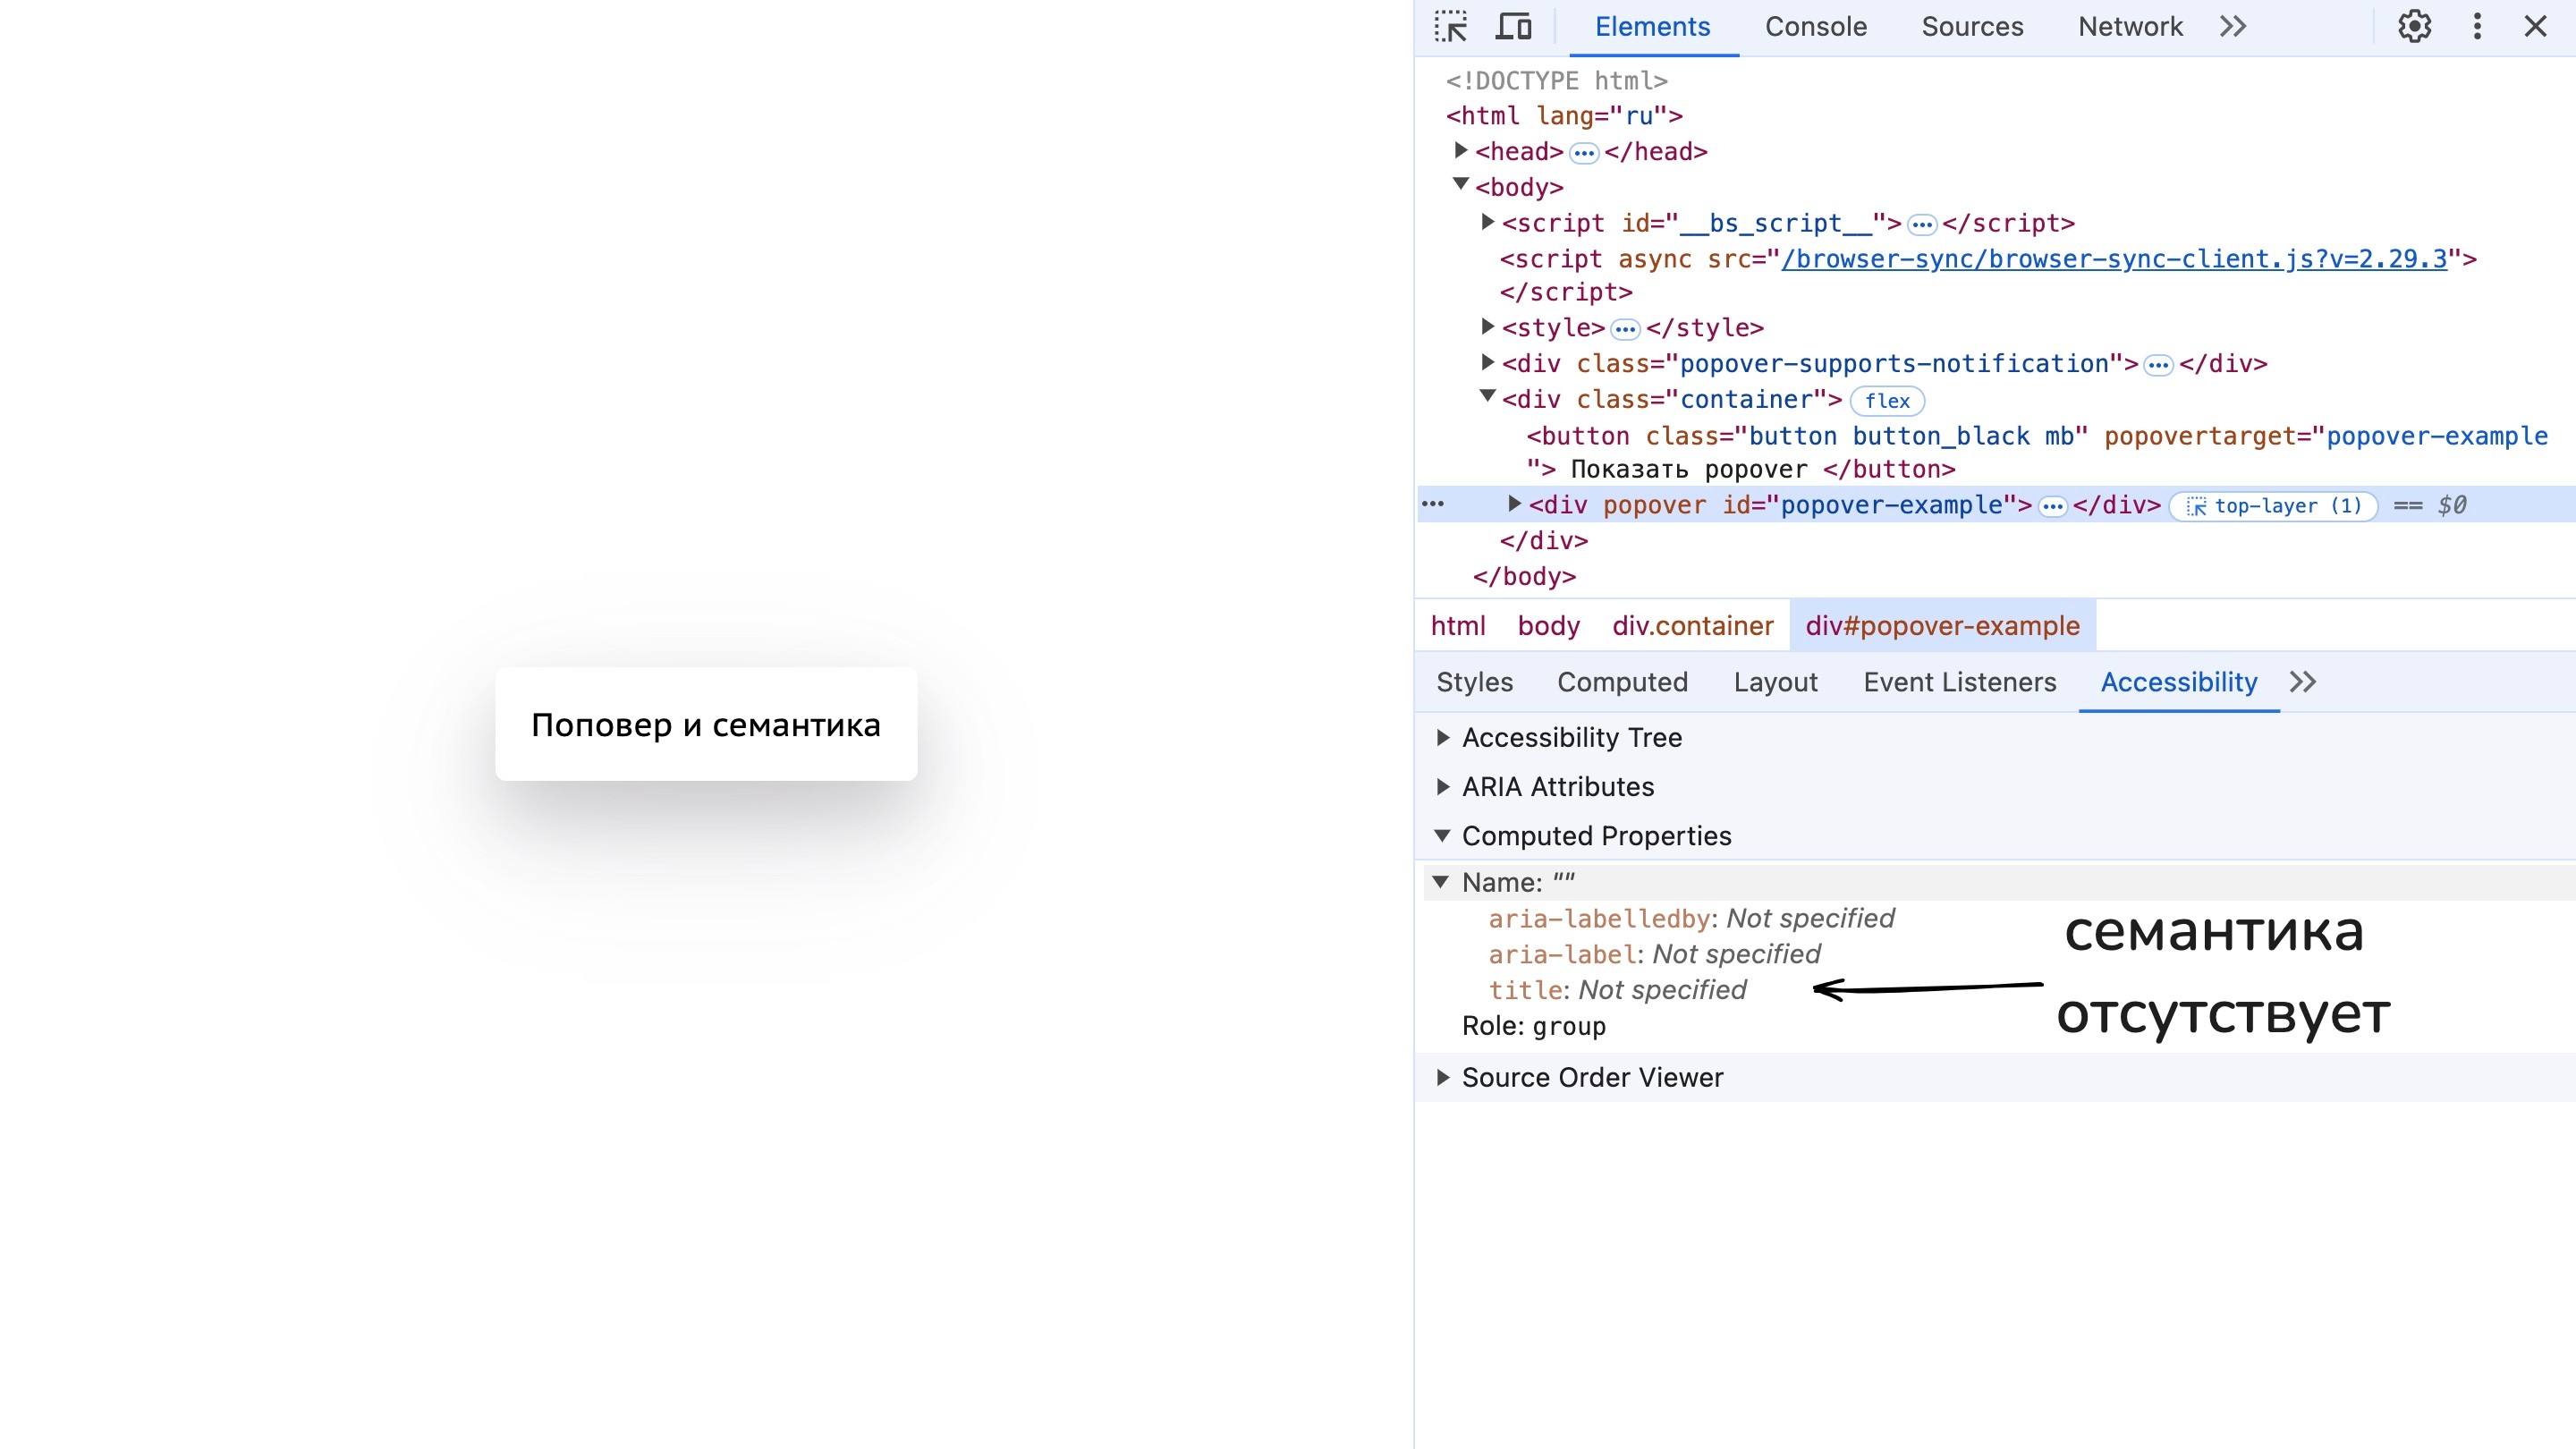 Поповер и семантика
Elements Console Sources Network
<!DOCTYPE html>
<html lang="ru">
<head> ••• </head>
<body>
<script id="__bs_script__"> ••• </script>
<script async src="/browser-sync/browser-sync-client.js?v=2.29.3">
</script>
<style> ••• </style>
<div class="popover-supports-notification"> ••• </div>
<div class="container"> flex
<button class="button button_black mb" popovertarget="popover-example
"> Показать popover </button>
••• <div popover id="popover-example"> ••• </div> top-layer (1) == $0
</div>
</body>
html body div.container div#popover-example
Styles Computed Layout Event Listeners Accessibility
Accessibility Tree
ARIA Attributes
Computed Properties
Name: ""
aria-labelledby: Not specified
aria-label: Not specified
title: Not specified
Role: group
семантика
отсутствует
Source Order Viewer